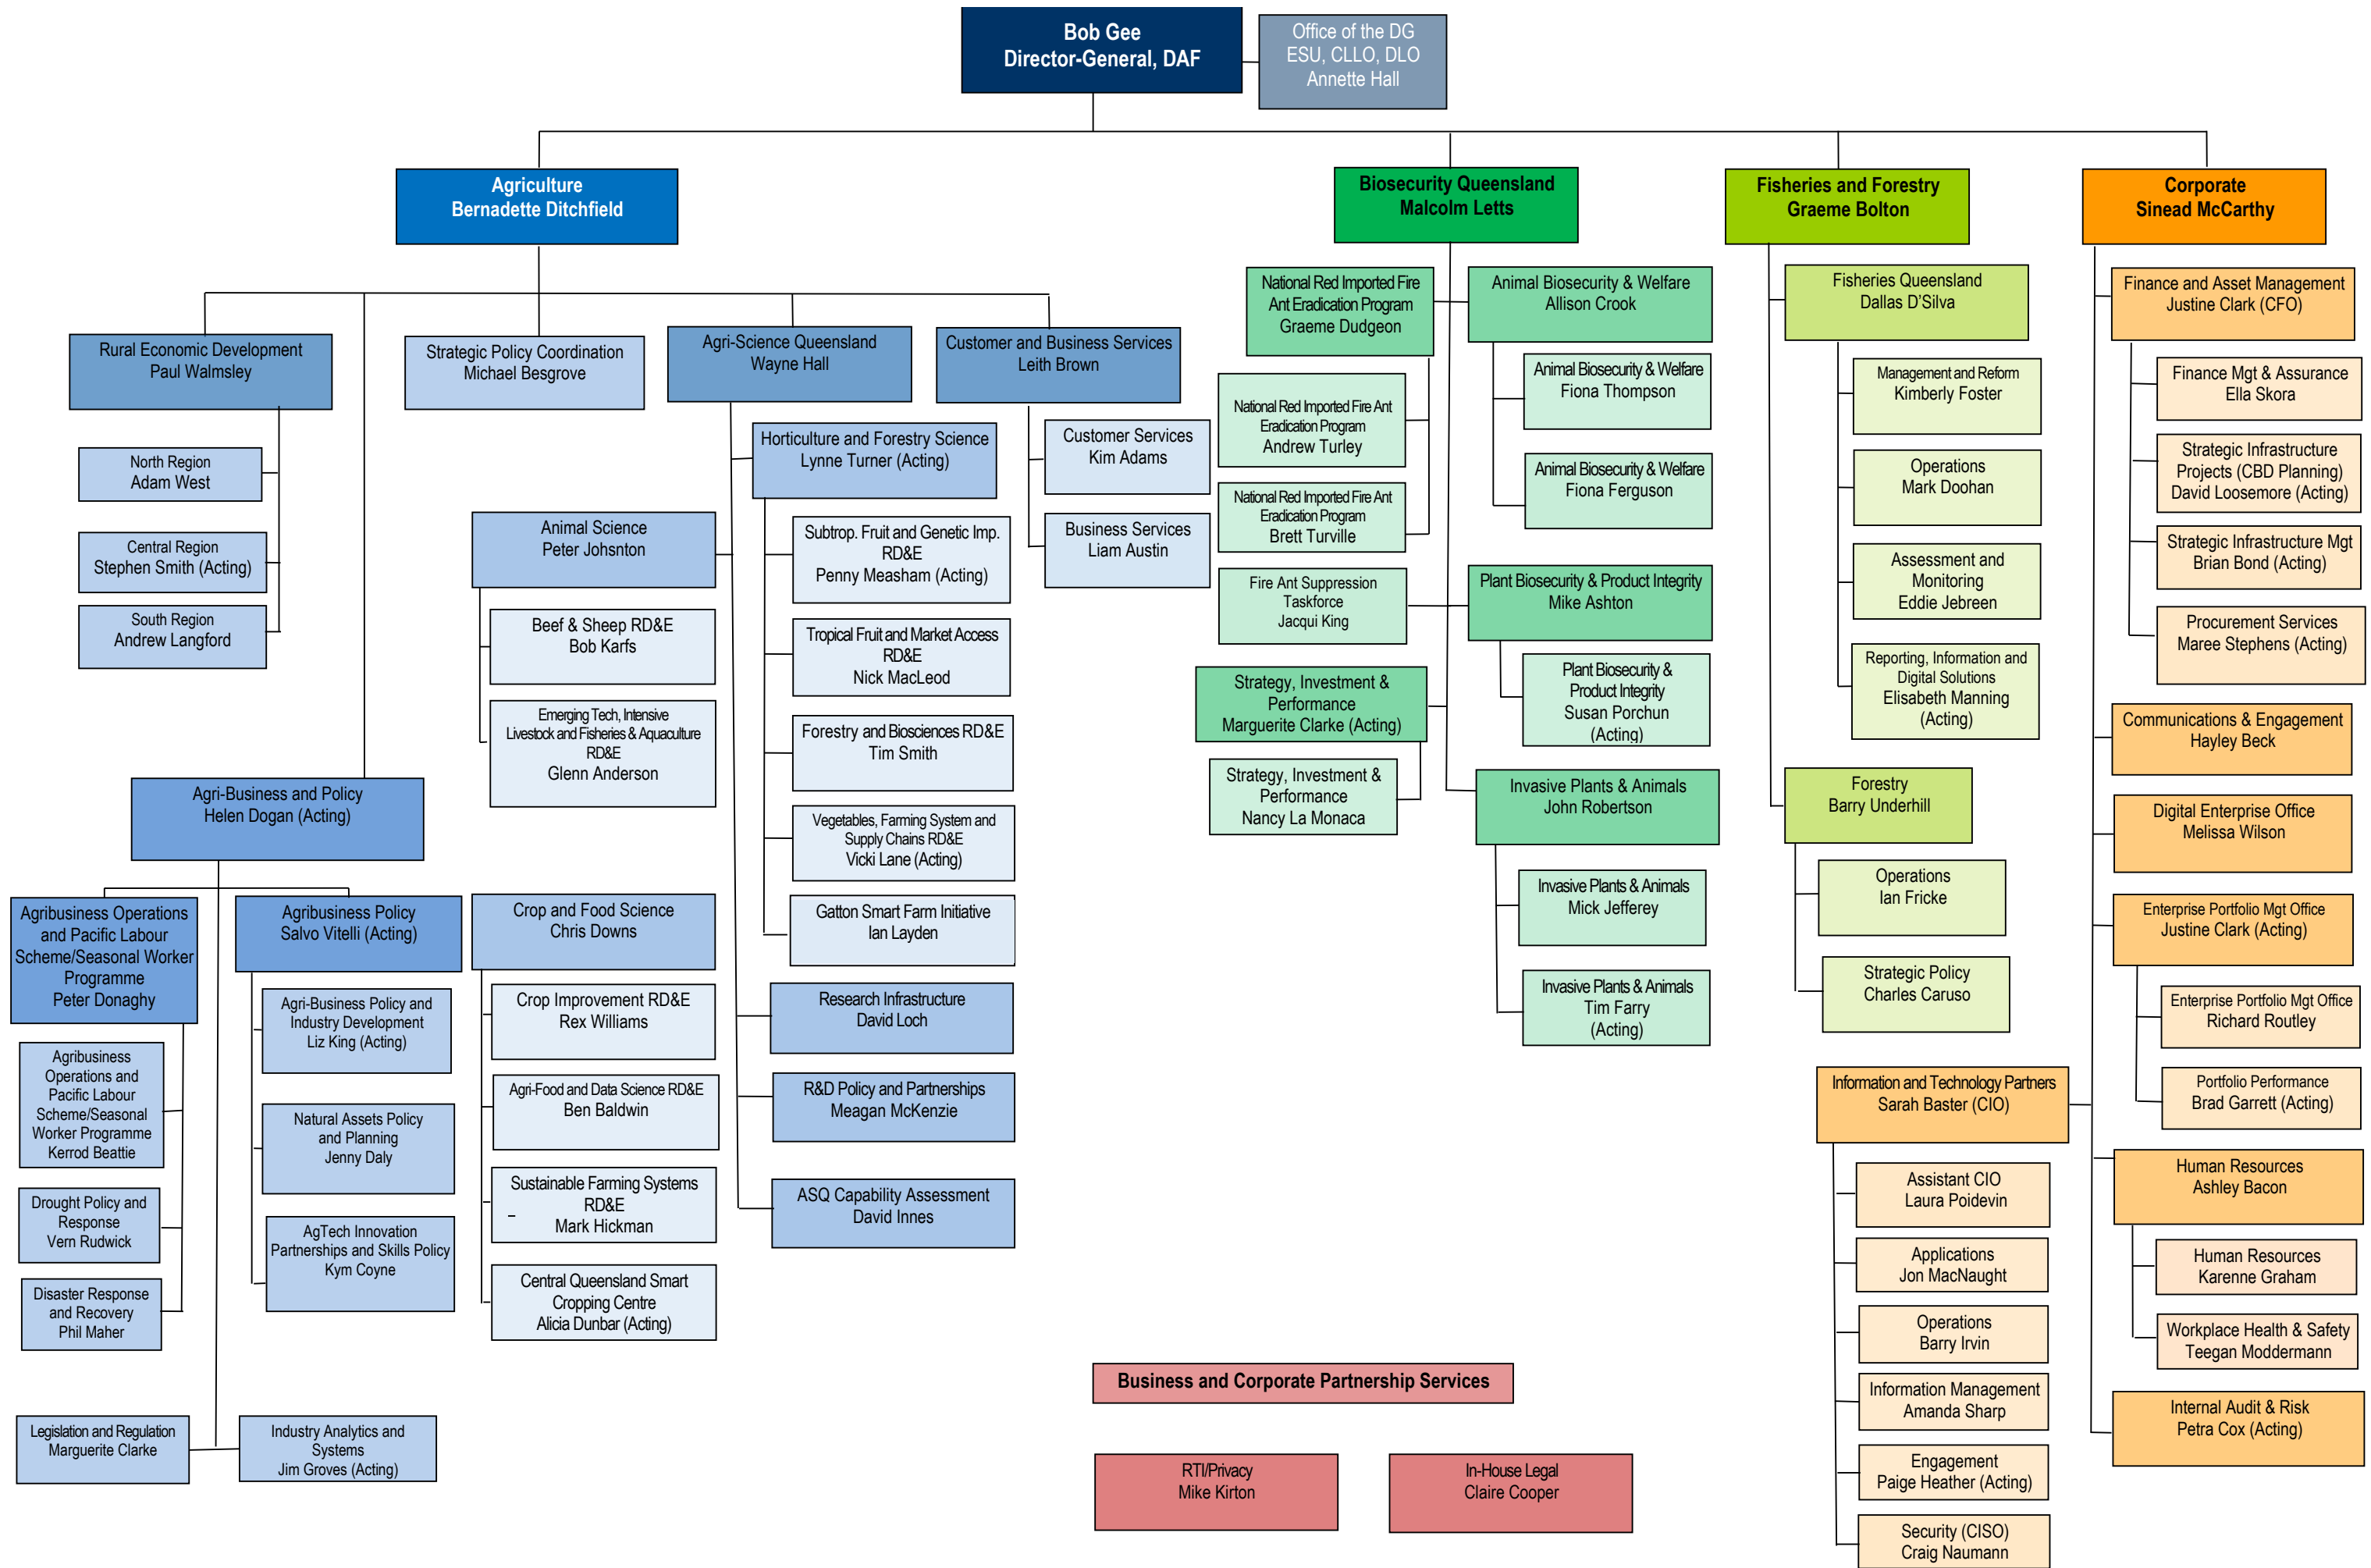 Bob Gee
Director-General, DAF
Office of the DG
ESU, CLLO, DLO
Annette Hall
Agriculture
Bernadette Ditchfield
Biosecurity Queensland
Malcolm Letts
Fisheries and Forestry
Graeme Bolton
Corporate
Sinead McCarthy
Rural Economic Development
Paul Walmsley
North Region
Adam West
Central Region
Stephen Smith (Acting)
South Region
Andrew Langford
Strategic Policy Coordination
Michael Besgrove
Agri-Science Queensland
Wayne Hall
Customer and Business Services
Leith Brown
Customer Services
Kim Adams
Business Services
Liam Austin
Horticulture and Forestry Science
Lynne Turner (Acting)
Subtrop. Fruit and Genetic Imp.
RD&E
Penny Measham (Acting)
Tropical Fruit and Market Access
RD&E
Nick MacLeod
Forestry and Biosciences RD&E
Tim Smith
Vegetables, Farming System and
Supply Chains RD&E
Vicki Lane (Acting)
Gatton Smart Farm Initiative
Ian Layden
Animal Science
Peter Johsnton
Beef & Sheep RD&E
Bob Karfs
Emerging Tech, Intensive
Livestock and Fisheries & Aquaculture
RD&E
Glenn Anderson
Crop and Food Science
Chris Downs
Crop Improvement RD&E
Rex Williams
Agri-Food and Data Science RD&E
Ben Baldwin
Sustainable Farming Systems
RD&E
Mark Hickman
Central Queensland Smart
Cropping Centre
Alicia Dunbar (Acting)
Research Infrastructure
David Loch
R&D Policy and Partnerships
Meagan McKenzie
ASQ Capability Assessment
David Innes
Agri-Business and Policy
Helen Dogan (Acting)
Agribusiness Operations
and Pacific Labour
Scheme/Seasonal Worker
Programme
Peter Donaghy
Agribusiness
Operations and
Pacific Labour
Scheme/Seasonal
Worker Programme
Kerrod Beattie
Drought Policy and
Response
Vern Rudwick
Disaster Response
and Recovery
Phil Maher
Agribusiness Policy
Salvo Vitelli (Acting)
Agri-Business Policy and
Industry Development
Liz King (Acting)
Natural Assets Policy
and Planning
Jenny Daly
AgTech Innovation
Partnerships and Skills Policy
Kym Coyne
Legislation and Regulation
Marguerite Clarke
Industry Analytics and
Systems
Jim Groves (Acting)
National Red Imported Fire
Ant Eradication Program
Graeme Dudgeon
National Red Imported Fire Ant
Eradication Program
Andrew Turley
National Red Imported Fire Ant
Eradication Program
Brett Turville
Fire Ant Suppression
Taskforce
Jacqui King
Strategy, Investment &
Performance
Marguerite Clarke (Acting)
Strategy, Investment &
Performance
Nancy La Monaca
Animal Biosecurity & Welfare
Allison Crook
Animal Biosecurity & Welfare
Fiona Thompson
Animal Biosecurity & Welfare
Fiona Ferguson
Plant Biosecurity & Product Integrity
Mike Ashton
Plant Biosecurity &
Product Integrity
Susan Porchun
(Acting)
Invasive Plants & Animals
John Robertson
Invasive Plants & Animals
Mick Jefferey
Invasive Plants & Animals
Tim Farry
(Acting)
Fisheries Queensland
Dallas D'Silva
Management and Reform
Kimberly Foster
Operations
Mark Doohan
Assessment and
Monitoring
Eddie Jebreen
Reporting, Information and
Digital Solutions
Elisabeth Manning
(Acting)
Forestry
Barry Underhill
Operations
Ian Fricke
Strategic Policy
Charles Caruso
Finance and Asset Management
Justine Clark (CFO)
Finance Mgt & Assurance
Ella Skora
Strategic Infrastructure
Projects (CBD Planning)
David Loosemore (Acting)
Strategic Infrastructure Mgt
Brian Bond (Acting)
Procurement Services
Maree Stephens (Acting)
Communications & Engagement
Hayley Beck
Digital Enterprise Office
Melissa Wilson
Enterprise Portfolio Mgt Office
Justine Clark (Acting)
Enterprise Portfolio Mgt Office
Richard Routley
Portfolio Performance
Brad Garrett (Acting)
Information and Technology Partners
Sarah Baster (CIO)
Assistant CIO
Laura Poidevin
Applications
Jon MacNaught
Operations
Barry Irvin
Information Management
Amanda Sharp
Engagement
Paige Heather (Acting)
Security (CISO)
Craig Naumann
Human Resources
Ashley Bacon
Human Resources
Karenne Graham
Workplace Health & Safety
Teegan Moddermann
Internal Audit & Risk
Petra Cox (Acting)
Business and Corporate Partnership Services
RTI/Privacy
Mike Kirton
In-House Legal
Claire Cooper